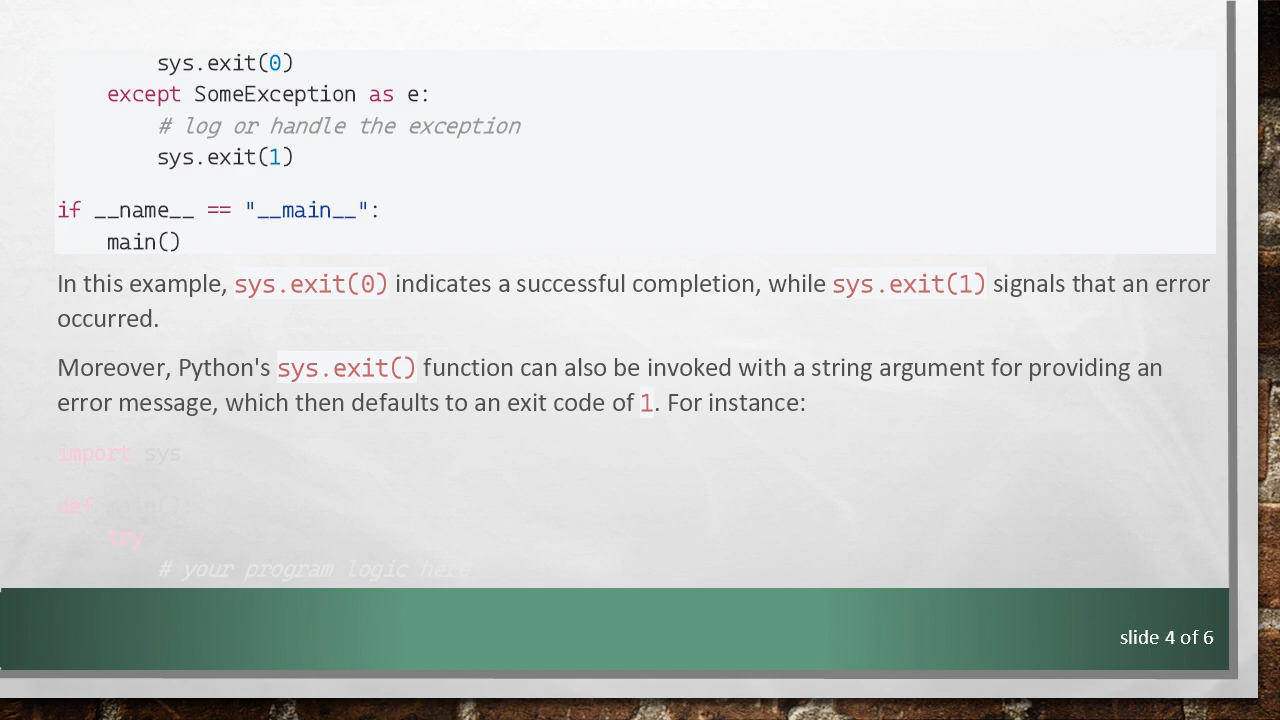 sys.exit(0)
except SomeException as e:
# log or handle the exception
sys.exit(1)
if __name__ == "__main__":
main()
In this example, sys.exit(0) indicates a successful completion, while sys.exit(1) signals that an error
occurred.
Moreover, Python's sys.exit() function can also be invoked with a string argument for providing an
error message, which then defaults to an exit code of 1. For instance:
import sys
def main():
try
# your program logic here
slide 4 of 6